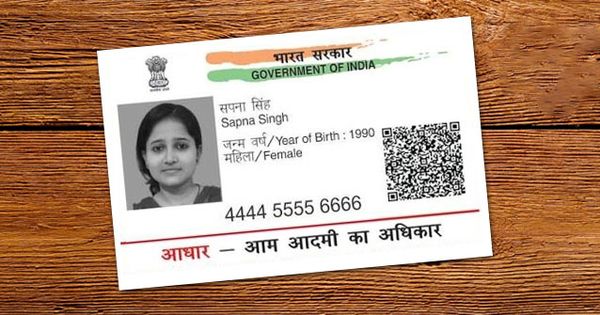 भारत सरकार
GOVERNMENT OF INDIA
सपना सिंह
Sapna Singh
जन्म वर्ष/Year of Birth : 1990
महिला/Female
4444 5555 6666
आधार – आम आदमी का अधिकार